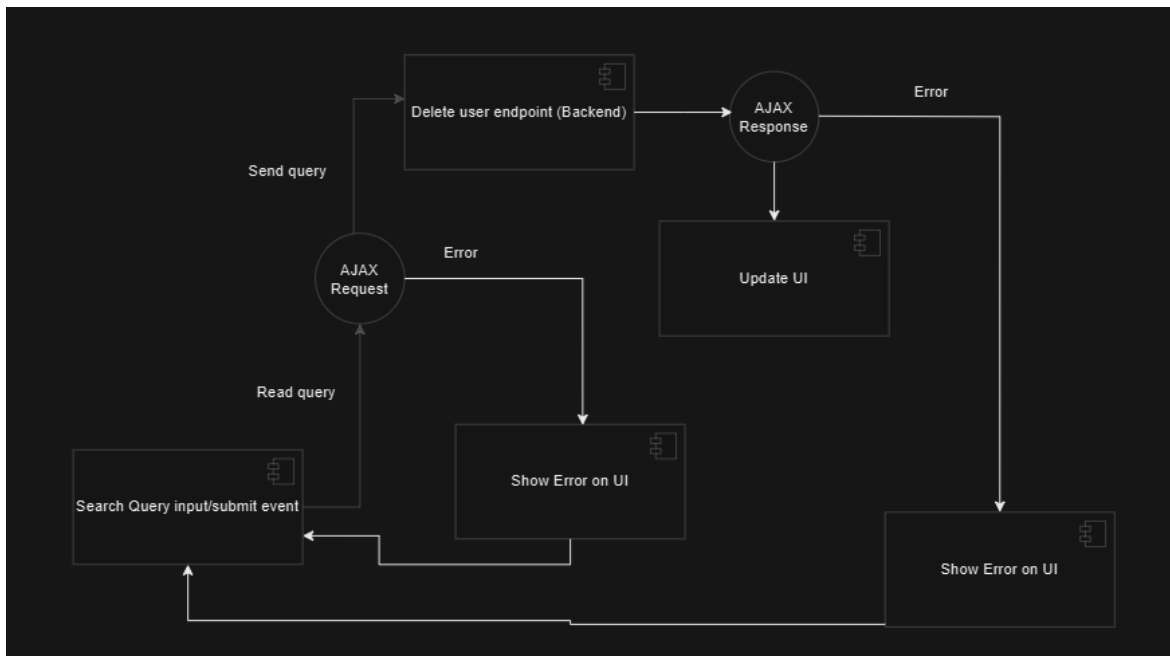 Delete user endpoint (Backend)
AJAX
Response
Error
Send query
AJAX
Request
Error
Update UI
Read query
Search Query input/submit event
Show Error on UI
Show Error on UI